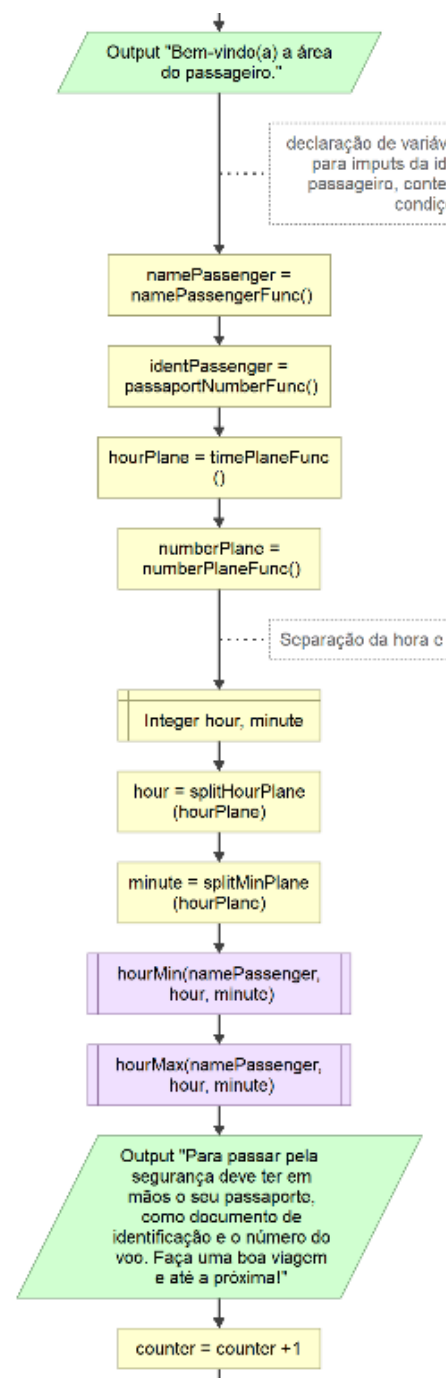 Output "Bem-vindo(a) a área
do passageiro."
declaração de variáv
para imputs da id
passageiro, conte
condiç
namePassenger =
namePassengerFunc()
identPassenger =
passaportNumberFunc()
hourPlane = timePlaneFunc
()
numberPlane =
numberPlaneFunc()
Separação da hora e
Integer hour, minute
hour = splitHourPlane
(hourPlane)
minute = splitMinPlane
(hourPlane)
hourMin(namePassenger,
hour, minute)
hourMax(namePassenger,
hour, minute)
Output "Para passar pela
segurança deve ter em
mãos o seu passaporte,
como documento de
identificação e o número do
voo. Faça uma boa viagem
e até a próxima!"
counter = counter +1